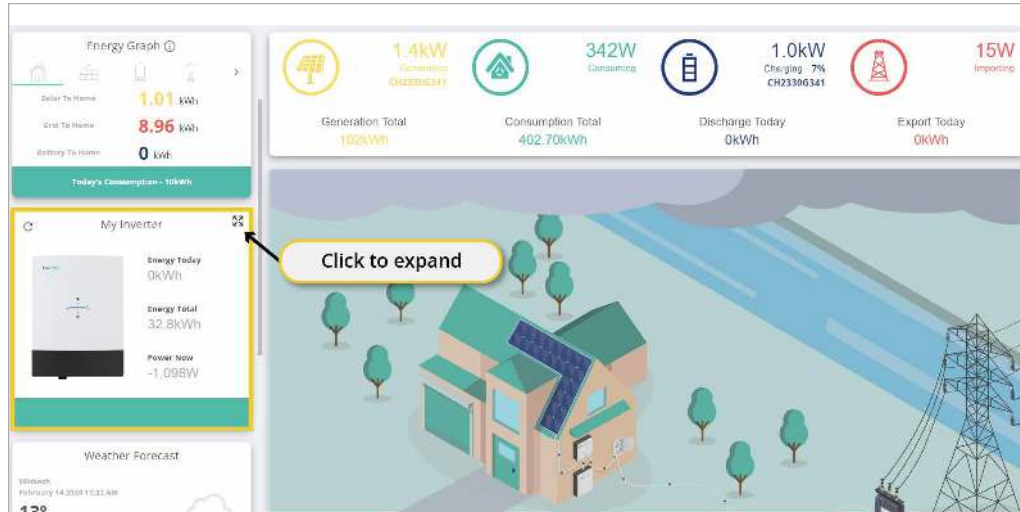 Energy Graph
Solar To Home 1.01 kWh
Grid To Home 8.96 kWh
Battery To Home 0 kWh
Today's Consumption - 10kWh
1.4kW
Generation
CH2330G341
Generation Total
102kWh
342W
Consuming
Consumption Total
402.70kWh
1.0kW
Charging - 7%
CH2330G341
Discharge Today
0kWh
15W
Importing
Export Today
0kWh
My Inverter
Energy Today
0kWh
Energy Total
32.8kWh
Power Now
-1,098W
Click to expand
Weather Forecast
February 14 2024 11:32 AM
13°